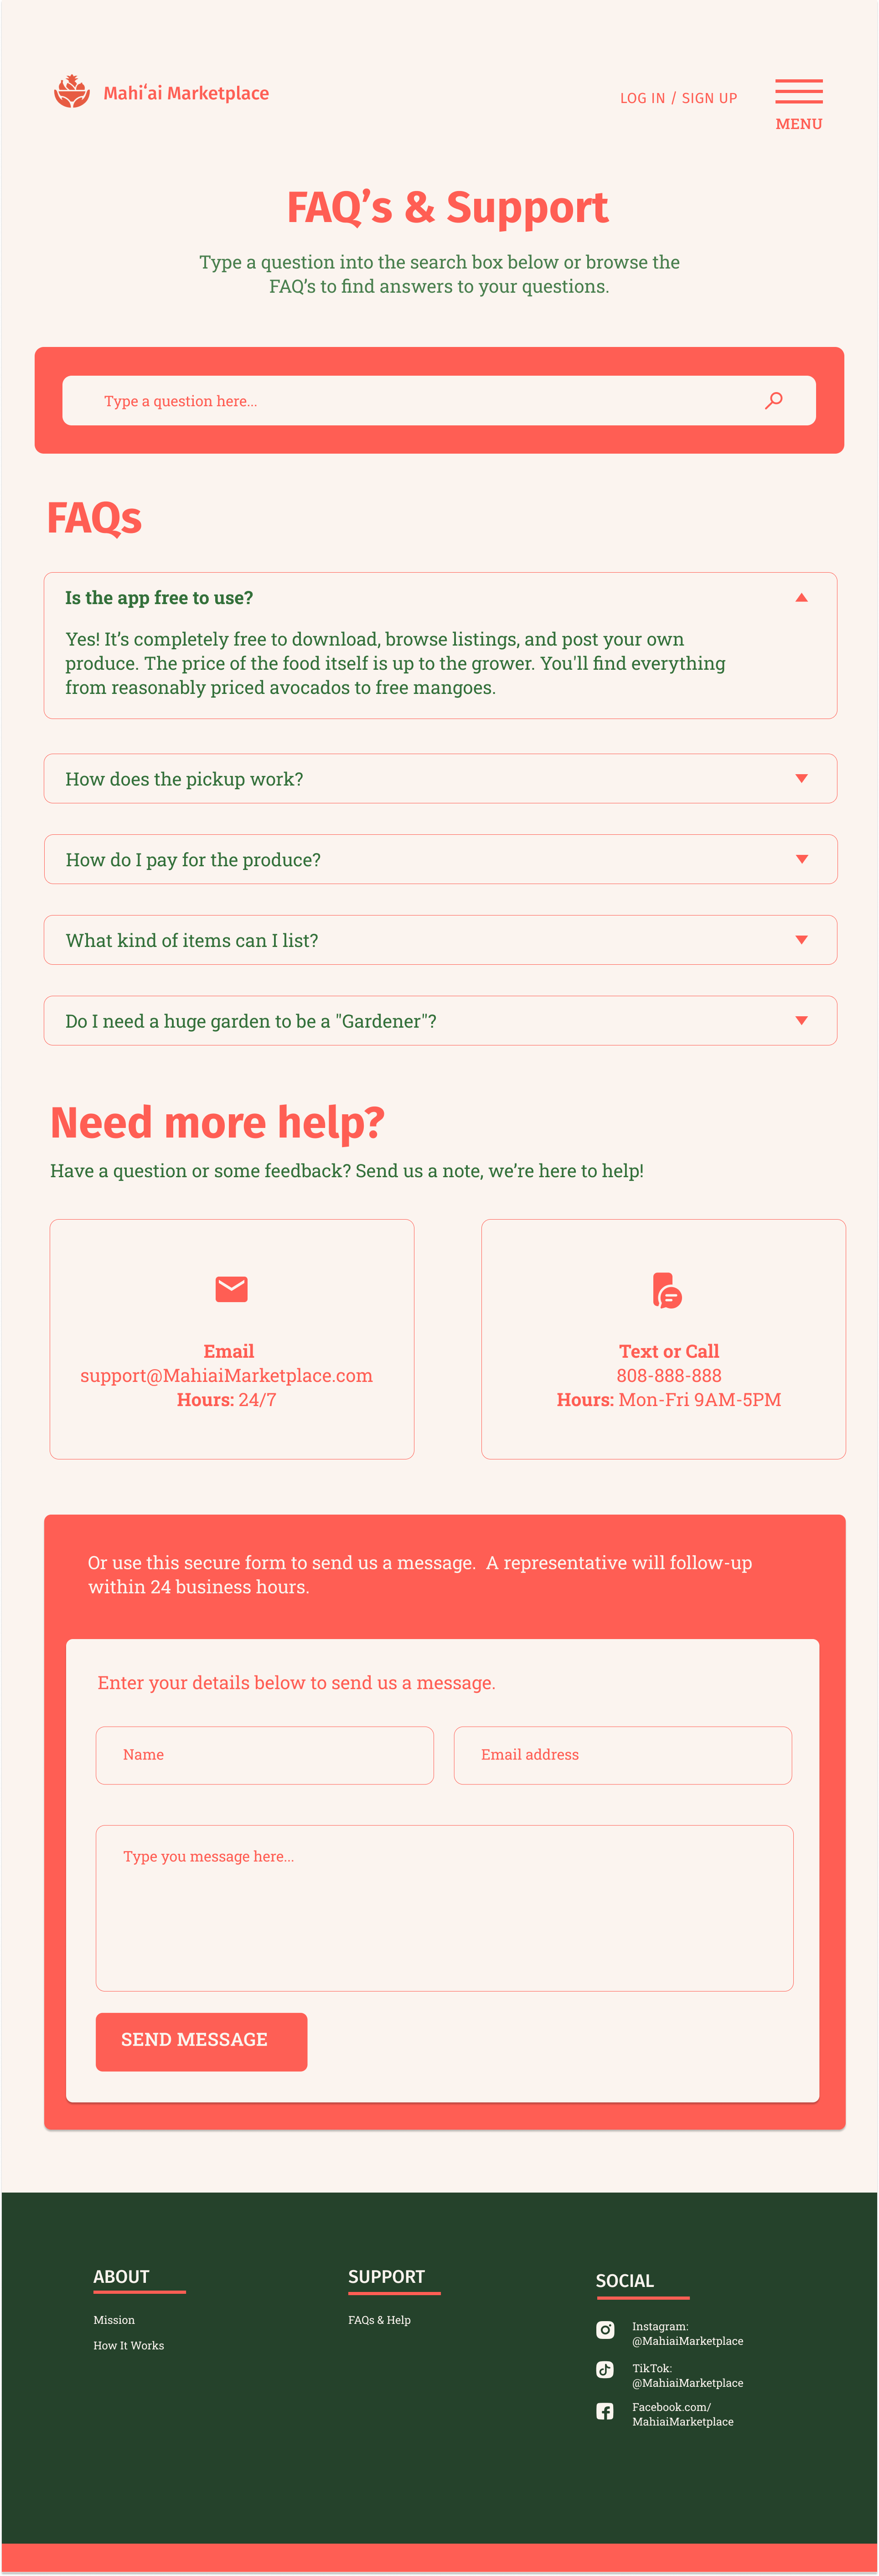 Mahiʻai Marketplace
LOG IN / SIGN UP
MENU
FAQ’s & Support
Type a question into the search box below or browse the
FAQ’s to find answers to your questions.
Type a question here...
FAQs
Is the app free to use?
Yes! It’s completely free to download, browse listings, and post your own
produce. The price of the food itself is up to the grower. You'll find everything
from reasonably priced avocados to free mangoes.
How does the pickup work?
How do I pay for the produce?
What kind of items can I list?
Do I need a huge garden to be a "Gardener"?
Need more help?
Have a question or some feedback? Send us a note, we’re here to help!
Email
support@MahiaiMarketplace.com
Hours: 24/7
Text or Call
808-888-888
Hours: Mon-Fri 9AM-5PM
Or use this secure form to send us a message.  A representative will follow-up
within 24 business hours.
Enter your details below to send us a message.
Name
Email address
Type you message here...
SEND MESSAGE
ABOUT
Mission
How It Works
SUPPORT
FAQs & Help
SOCIAL
Instagram:
@MahiaiMarketplace
TikTok:
@MahiaiMarketplace
Facebook.com/
MahiaiMarketplace